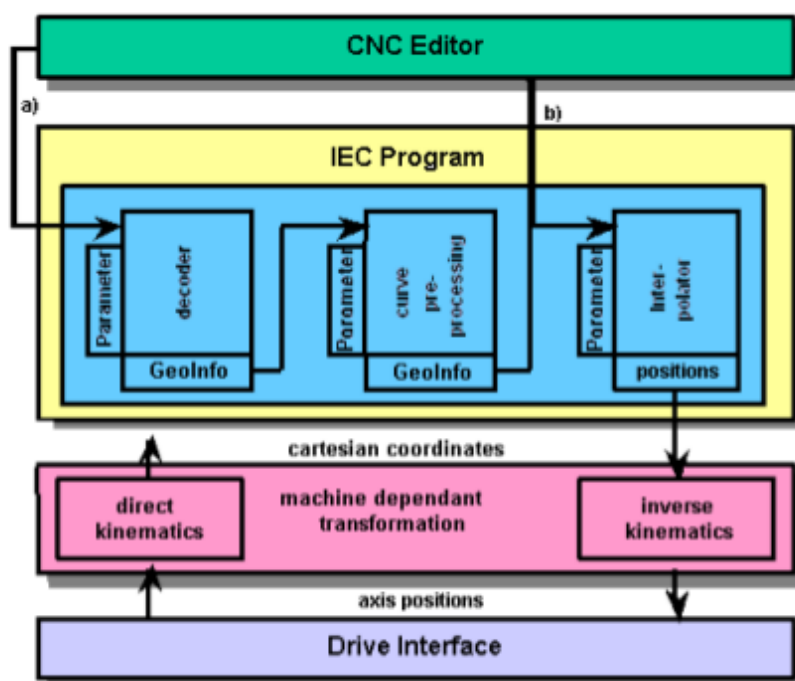 CNC Editor
a)
b)
IEC Program
Parameter
decoder
GeoInfo
Parameter
curve
pre-
processing
GeoInfo
Parameter
Inter-
polator
positions
cartesian coordinates
direct
kinematics
machine dependant
transformation
inverse
kinematics
axis positions
Drive Interface